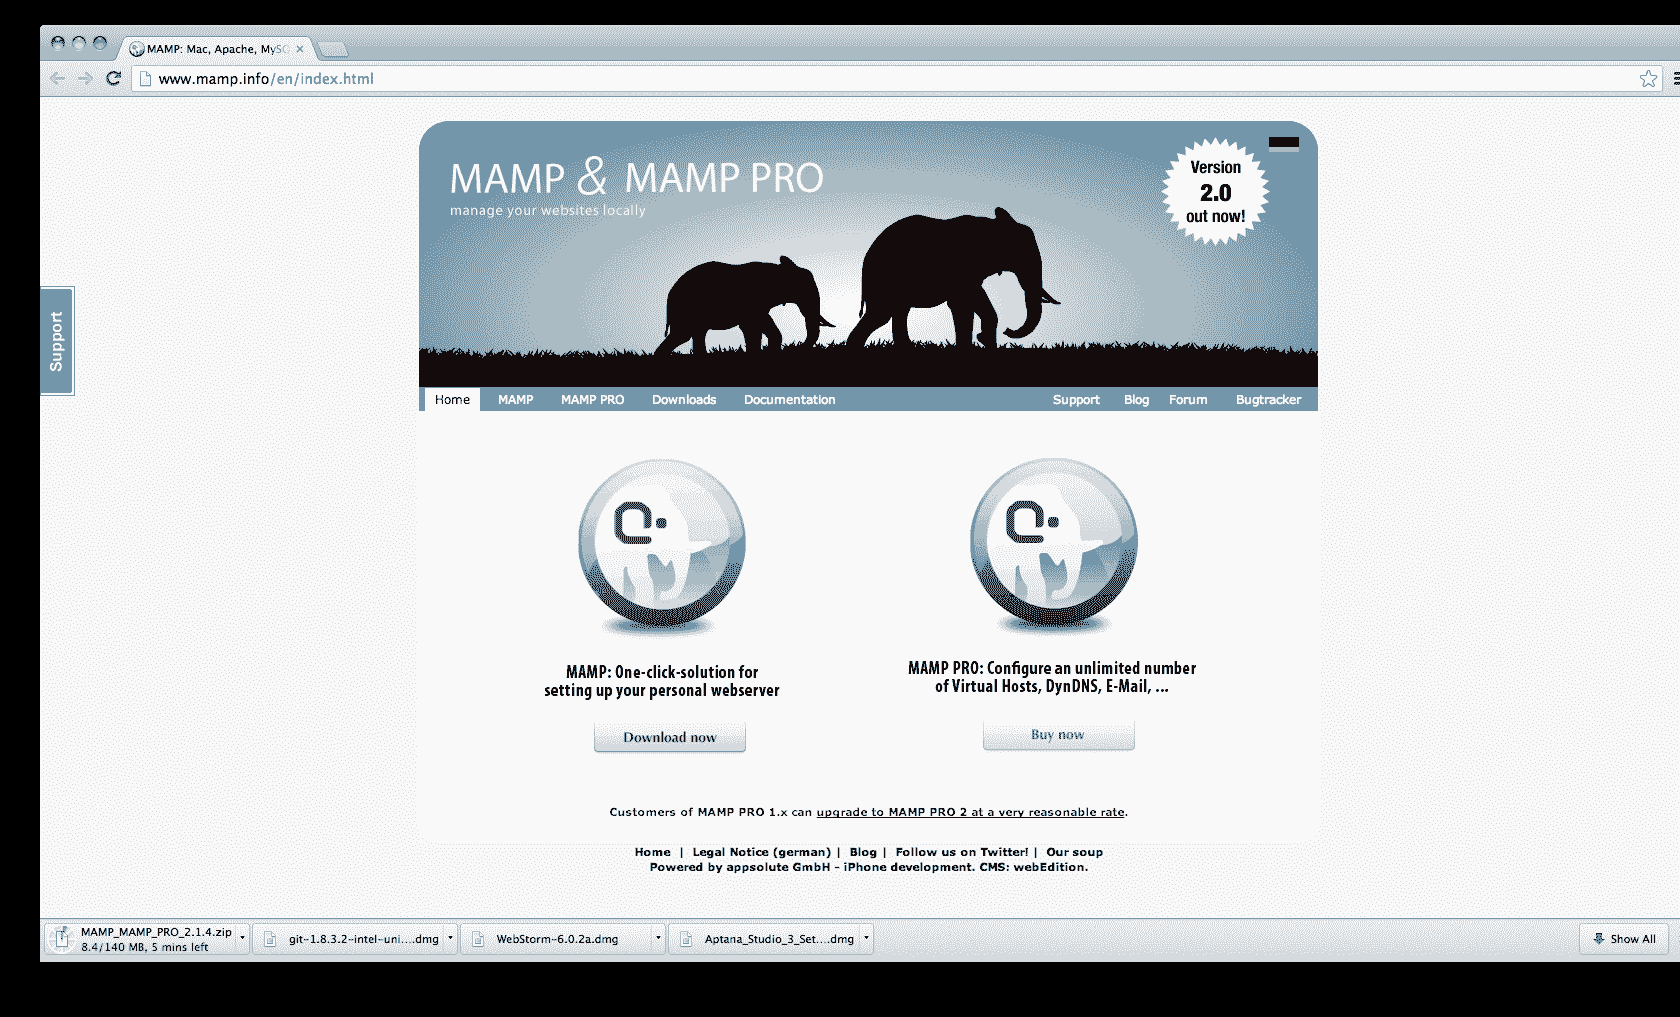 MAMP: Mac, Apache, MySQ
www.mamp.info/en/index.html
MAMP & MAMP PRO
manage your websites locally
Version
2.0
out now!
Support
Home MAMP MAMP PRO Downloads Documentation Support Blog Forum Bugtracker
MAMP: One-click-solution for
setting up your personal webserver
Download now
MAMP PRO: Configure an unlimited number
of Virtual Hosts, DynDNS, E-Mail, ...
Buy now
Customers of MAMP PRO 1.x can upgrade to MAMP PRO 2 at a very reasonable rate.
Home | Legal Notice (german) | Blog | Follow us on Twitter! | Our soup
Powered by appsolute GmbH - iPhone development. CMS: webEdition.
MAMP_MAMP_PRO_2.1.4.zip
8.4/140 MB, 5 mins left
git-1.8.3.2-intel-uni....dmg
WebStorm-6.0.2a.dmg
Aptana_Studio_3_Set....dmg
Show All